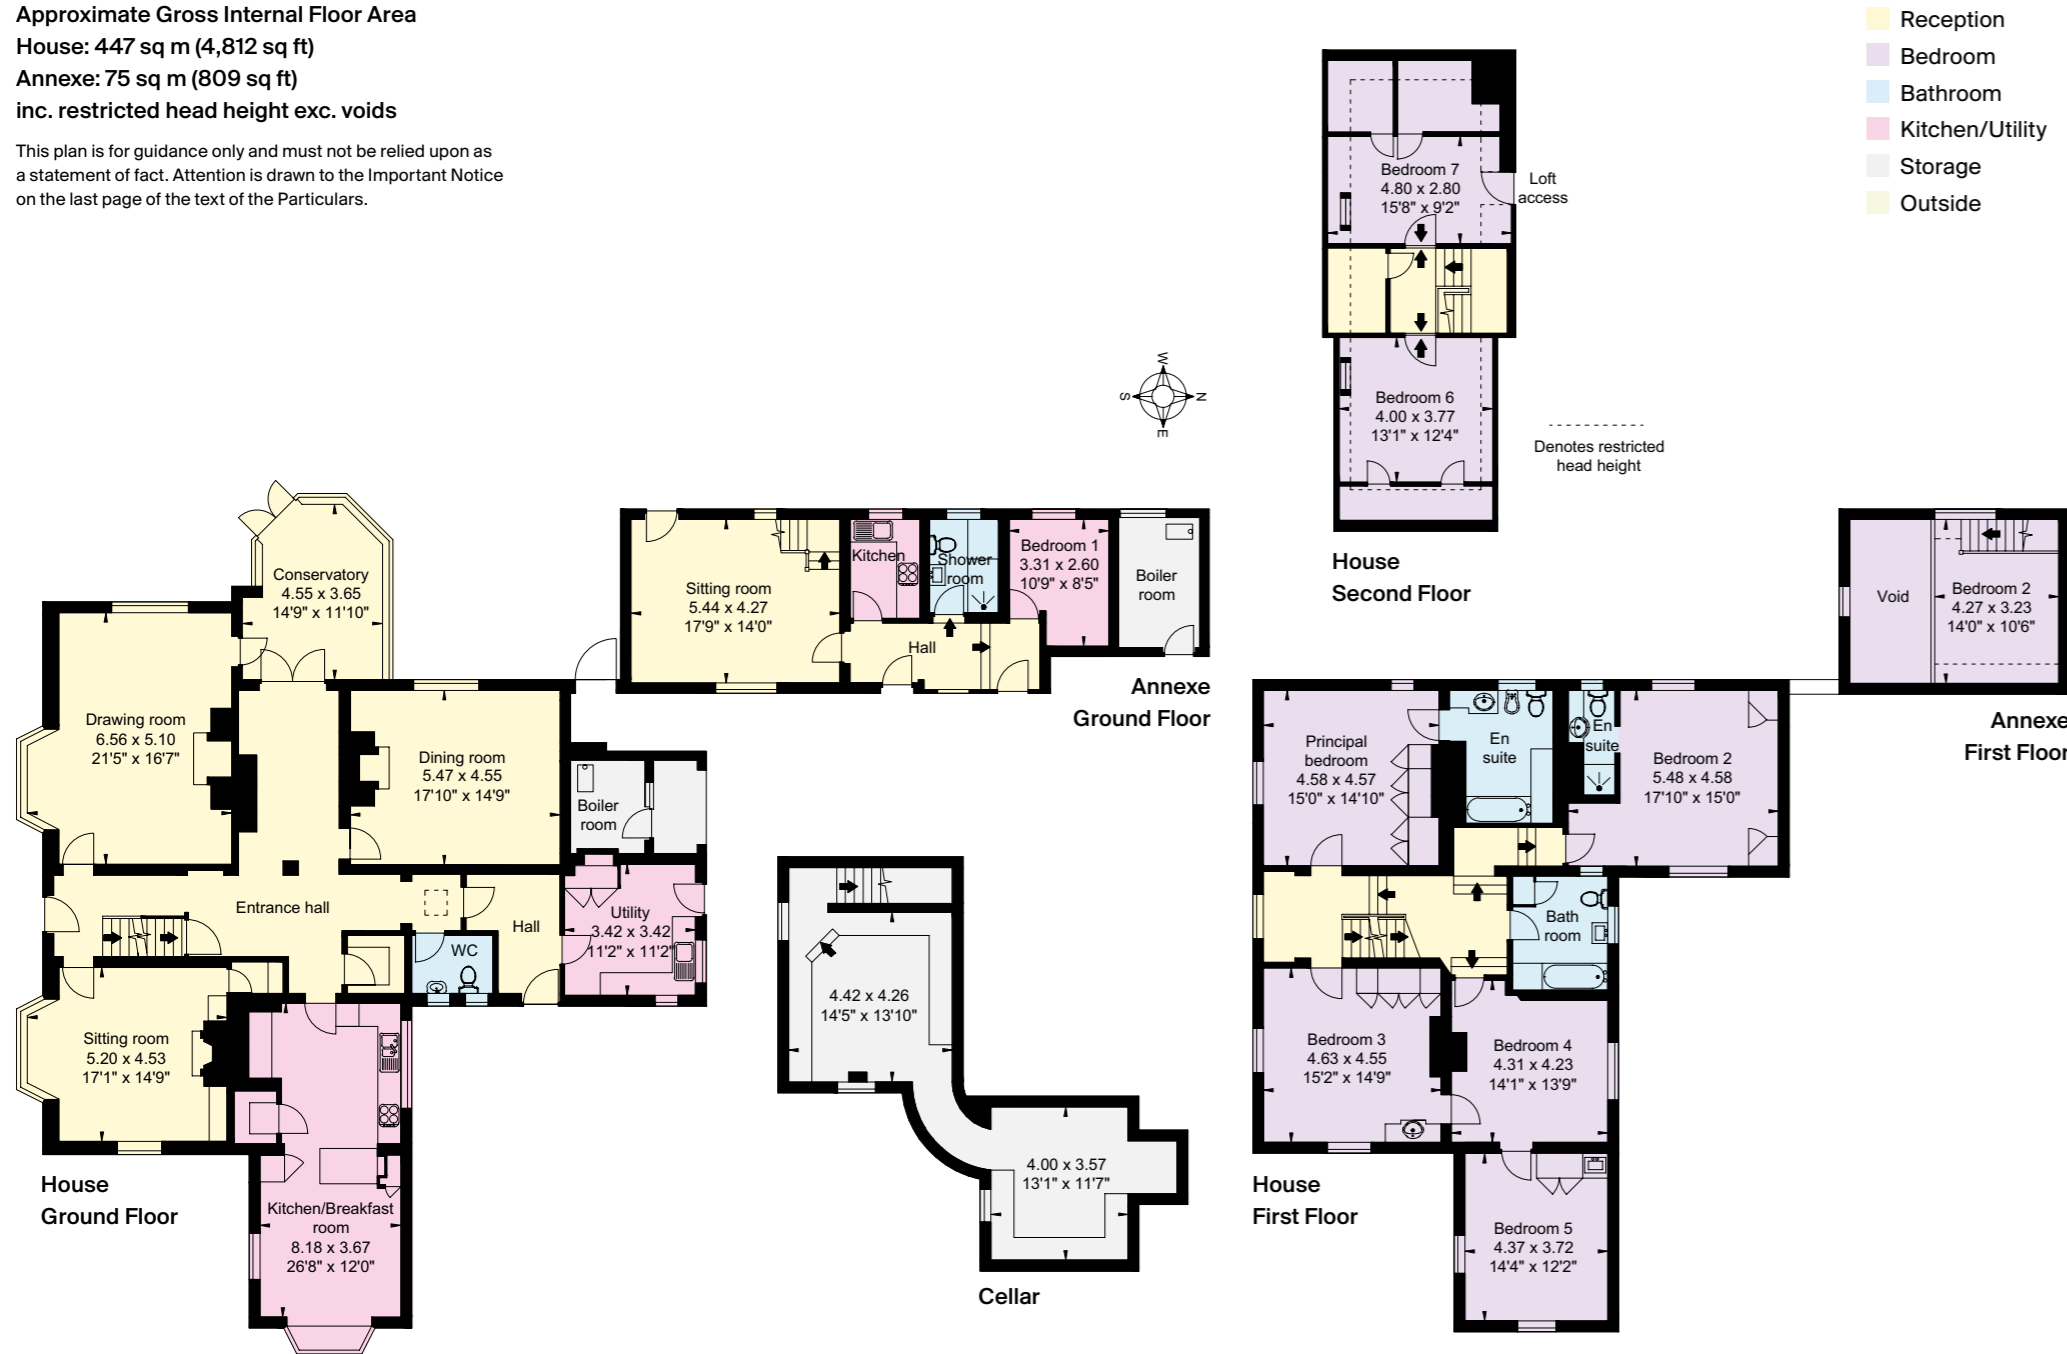 Approximate Gross Internal Floor Area
House: 447 sq m (4,812 sq ft)
Annexe: 75 sq m (809 sq ft)
inc. restricted head height exc. voids
This plan is for guidance only and must not be relied upon as
a statement of fact. Attention is drawn to the Important Notice
on the last page of the text of the Particulars.
Reception
Bedroom
Bathroom
Kitchen/Utility
Storage
Outside
Bedroom 7
4.80 x 2.80
15'8" x 9'2"
Loft
access
Bedroom 6
4.00 x 3.77
13'1" x 12'4"
Denotes restricted
head height
House
Second Floor
W
N
S
E
Conservatory
4.55 x 3.65
14'9" x 11'10"
Drawing room
6.56 x 5.10
21'5" x 16'7"
Dining room
5.47 x 4.55
17'10" x 14'9"
Boiler
room
Entrance hall
Hall
WC
Utility
3.42 x 3.42
11'2" x 11'2"
Sitting room
5.20 x 4.53
17'1" x 14'9"
Kitchen/Breakfast
room
8.18 x 3.67
26'8" x 12'0"
House
Ground Floor
Sitting room
5.44 x 4.27
17'9" x 14'0"
Kitchen
Shower
room
Bedroom 1
3.31 x 2.60
10'9" x 8'5"
Boiler
room
Hall
Annexe
Ground Floor
4.42 x 4.26
14'5" x 13'10"
4.00 x 3.57
13'1" x 11'7"
Cellar
Void
Bedroom 2
4.27 x 3.23
14'0" x 10'6"
Annexe
First Floor
Principal
bedroom
4.58 x 4.57
15'0" x 14'10"
En
suite
En
suite
Bedroom 2
5.48 x 4.58
17'10" x 15'0"
Bath
room
Bedroom 3
4.63 x 4.55
15'2" x 14'9"
Bedroom 4
4.31 x 4.23
14'1" x 13'9"
Bedroom 5
4.37 x 3.72
14'4" x 12'2"
House
First Floor